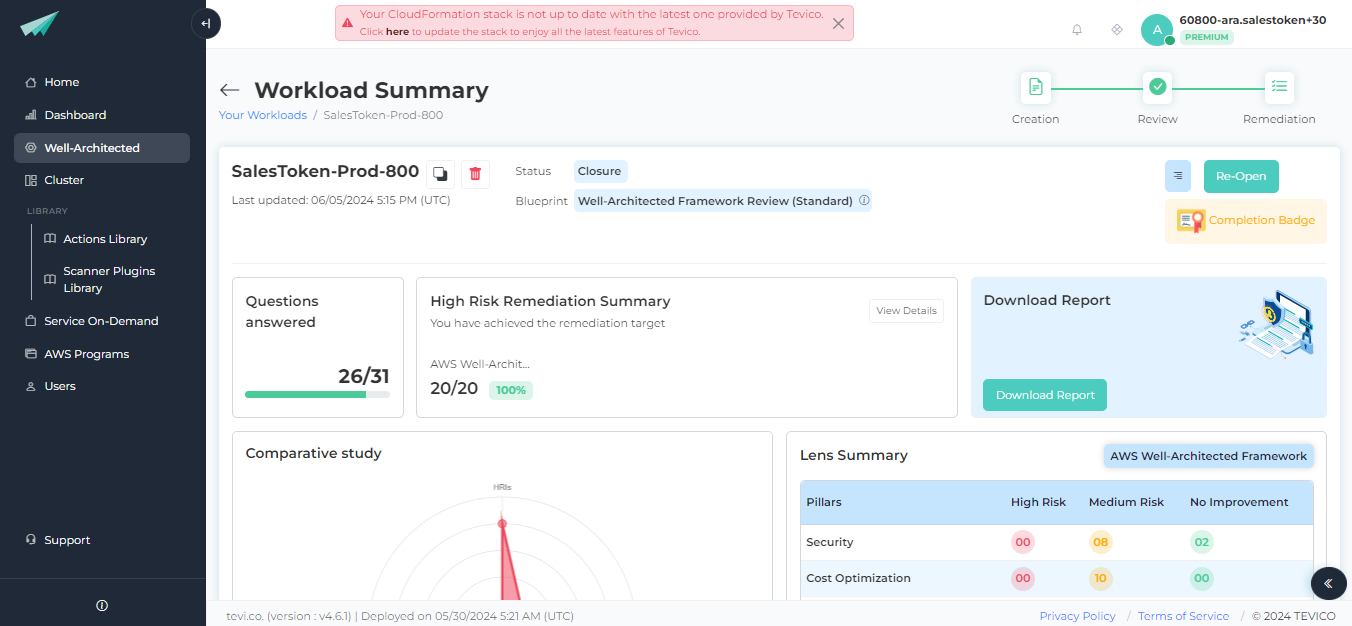 Your CloudFormation stack is not up to date with the latest one provided by Tevico.
Click here to update the stack to enjoy all the latest features of Tevico.
A
60800-ara.salestoken+30
PREMIUM
Home
Dashboard
Well-Architected
Cluster
LIBRARY
Actions Library
Scanner Plugins
Library
Service On-Demand
AWS Programs
Users
Support
Workload Summary
Your Workloads / SalesToken-Prod-800
Creation
Review
Remediation
SalesToken-Prod-800
Last updated: 06/05/2024 5:15 PM (UTC)
Status
Closure
Blueprint
Well-Architected Framework Review (Standard)
Re-Open
Completion Badge
Questions
answered
26/31
High Risk Remediation Summary
You have achieved the remediation target
View Details
AWS Well-Archit...
20/20 100%
Download Report
Download Report
Comparative study
HRIs
Lens Summary
AWS Well-Architected Framework
Pillars High Risk Medium Risk No Improvement
Security 00 08 02
Cost Optimization 00 10 00
tevi.co. (version : v4.6.1) | Deployed on 05/30/2024 5:21 AM (UTC)
Privacy Policy / Terms of Service / © 2024 TEVICO